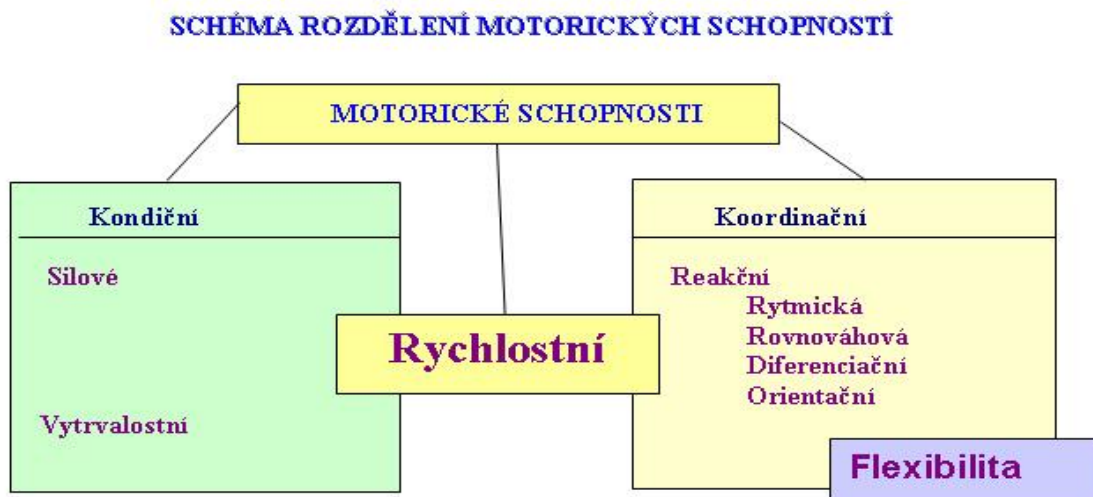 SCHÉMA ROZDĚLENÍ MOTORICKÝCH SCHOPNOSTÍ
MOTORICKÉ SCHOPNOSTI
Kondiční
Silové
Vytrvalostní
Rychlostní
Koordinační
Reakční
Rytmická
Rovnováhová
Diferenciační
Orientační
Flexibilita